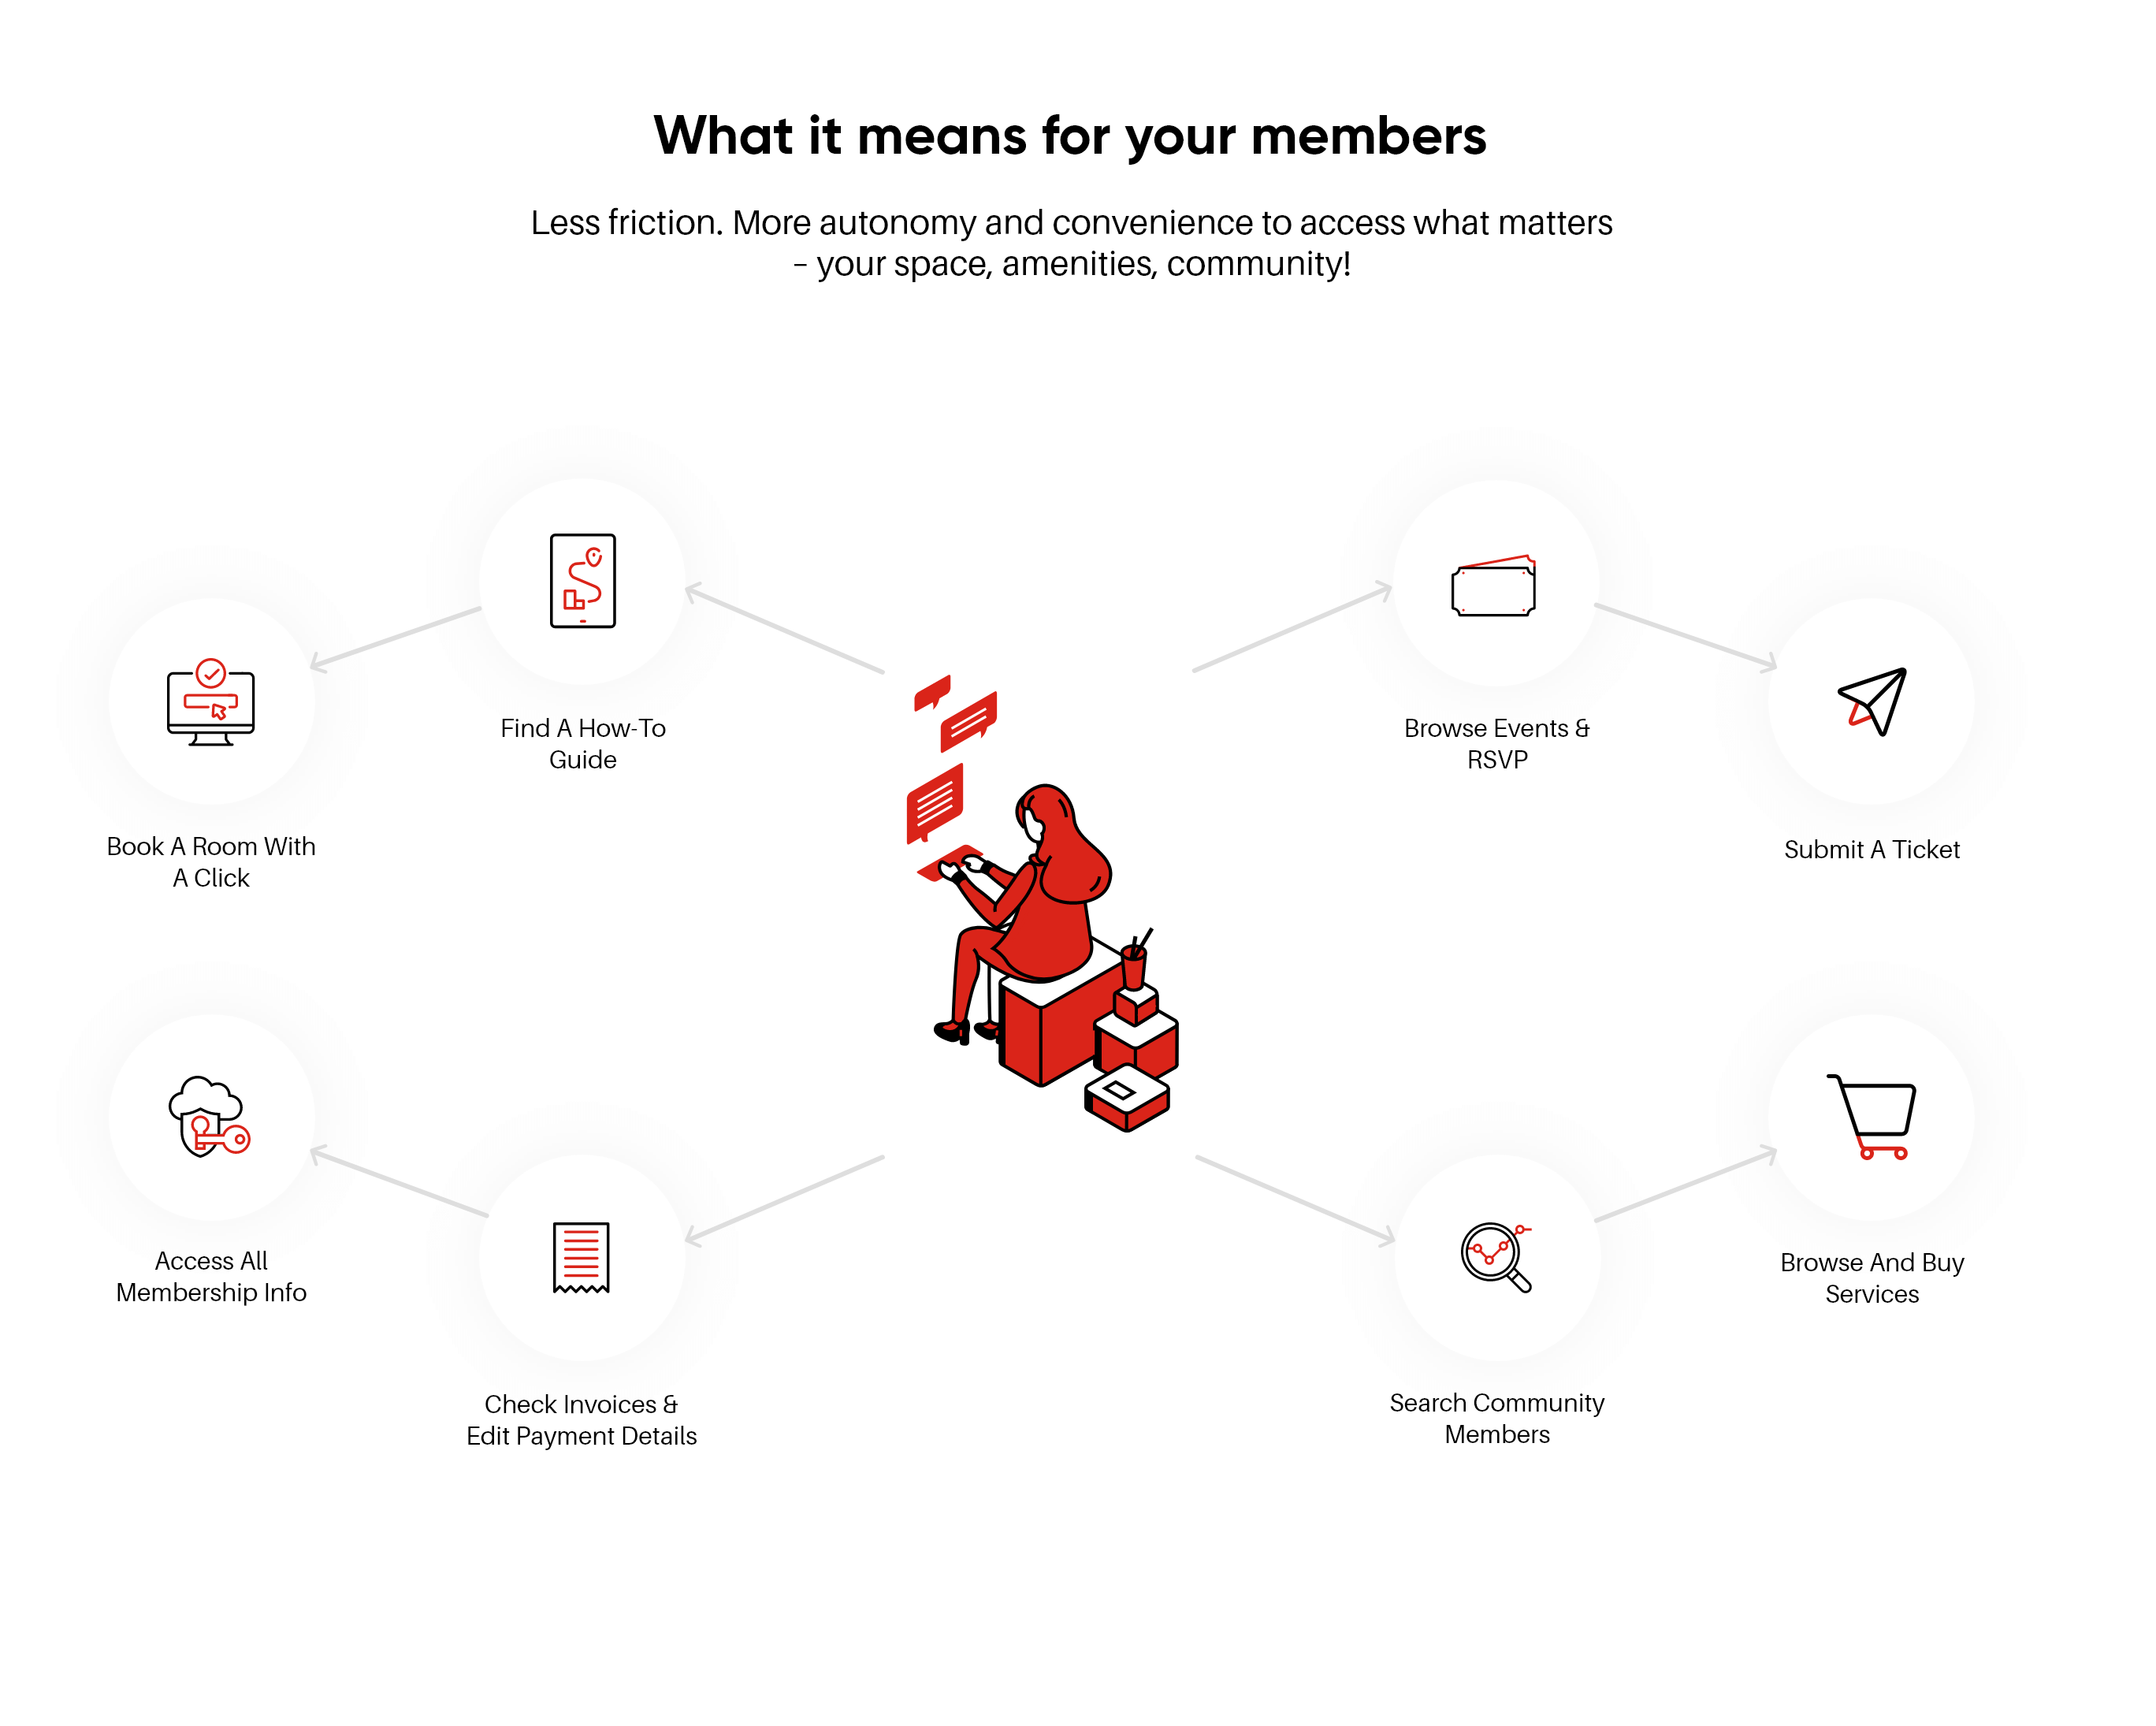 What it means for your members
Less friction. More autonomy and convenience to access what matters
– your space, amenities, community!
Find A How-To
Guide
Browse Events &
RSVP
Book A Room With
A Click
Submit A Ticket
Access All
Membership Info
Browse And Buy
Services
Check Invoices &
Edit Payment Details
Search Community
Members